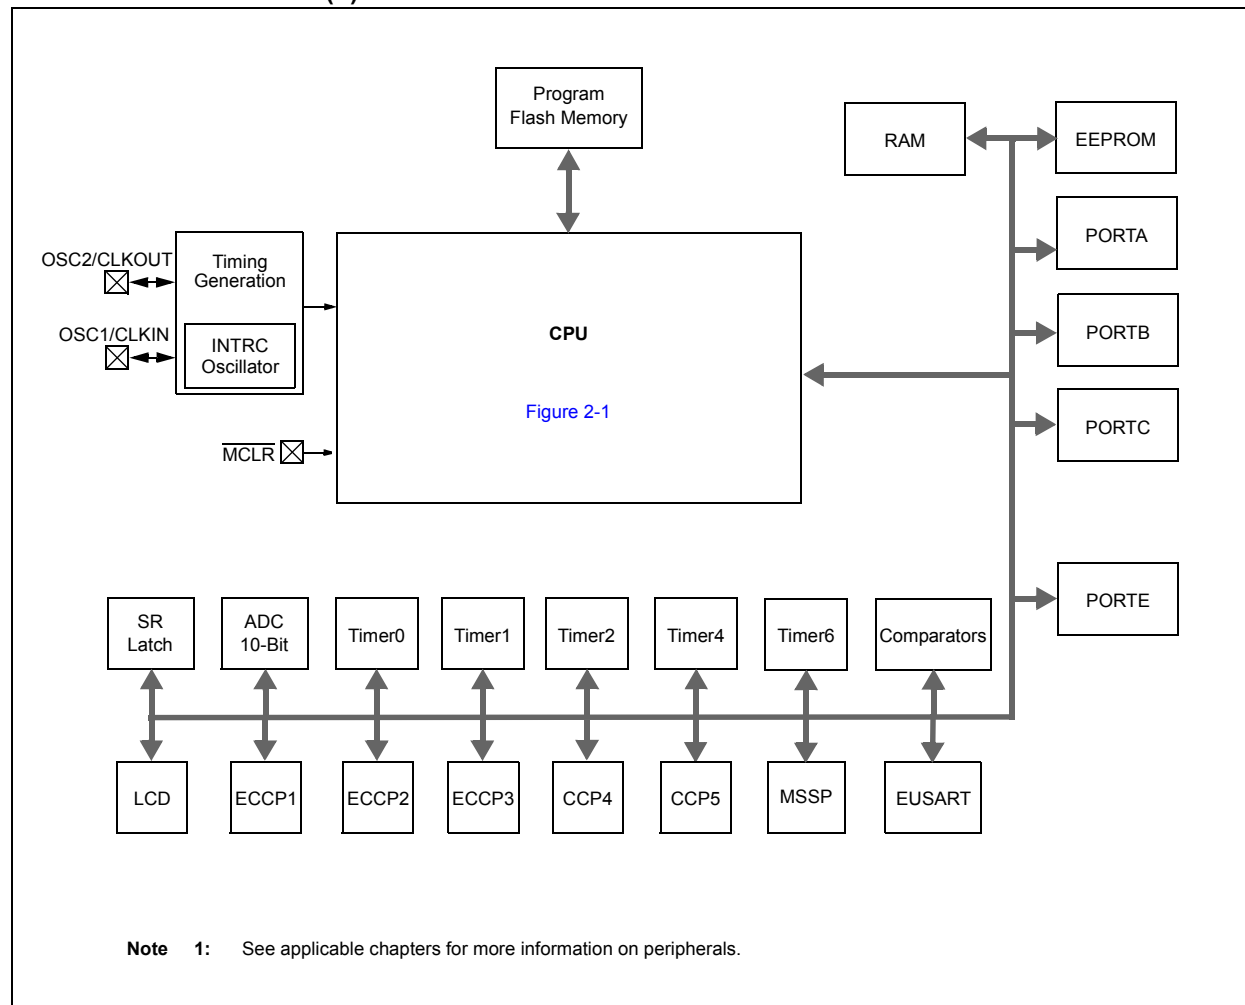 Program
Flash Memory
RAM
EEPROM
PORTA
OSC2/CLKOUT
Timing
Generation
OSC1/CLKIN
INTRC
Oscillator
CPU
PORTB
Figure 2-1
PORTC
MCLR
PORTE
SR
Latch
ADC
10-Bit
Timer0
Timer1
Timer2
Timer4
Timer6
Comparators
LCD
ECCP1
ECCP2
ECCP3
CCP4
CCP5
MSSP
EUSART
Note 1: See applicable chapters for more information on peripherals.